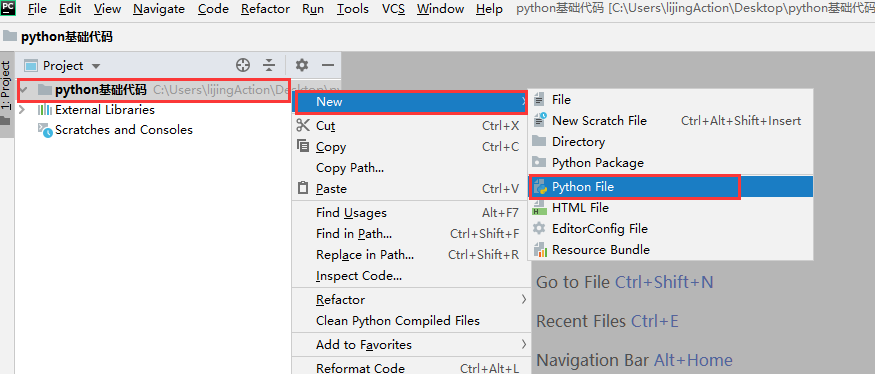 PC File Edit View Navigate Code Refactor Run Tools VCS Window Help python基础代码 [C:\Users\lijingAction\Desktop\python基础代码]
python基础代码
1: Project
Project
python基础代码 C:\Users\lijingAction\Desktop\
External Libraries
Scratches and Consoles
New
Cut Ctrl+X
Copy Ctrl+C
Copy Path...
Paste Ctrl+V
Find Usages Alt+F7
Find in Path... Ctrl+Shift+F
Replace in Path... Ctrl+Shift+R
Inspect Code...
Refactor
Clean Python Compiled Files
Add to Favorites
Reformat Code Ctrl+Alt+L
File
New Scratch File Ctrl+Alt+Shift+Insert
Directory
Python Package
Python File
HTML File
EditorConfig File
Resource Bundle
Go to File Ctrl+Shift+N
Recent Files Ctrl+E
Navigation Bar Alt+Home